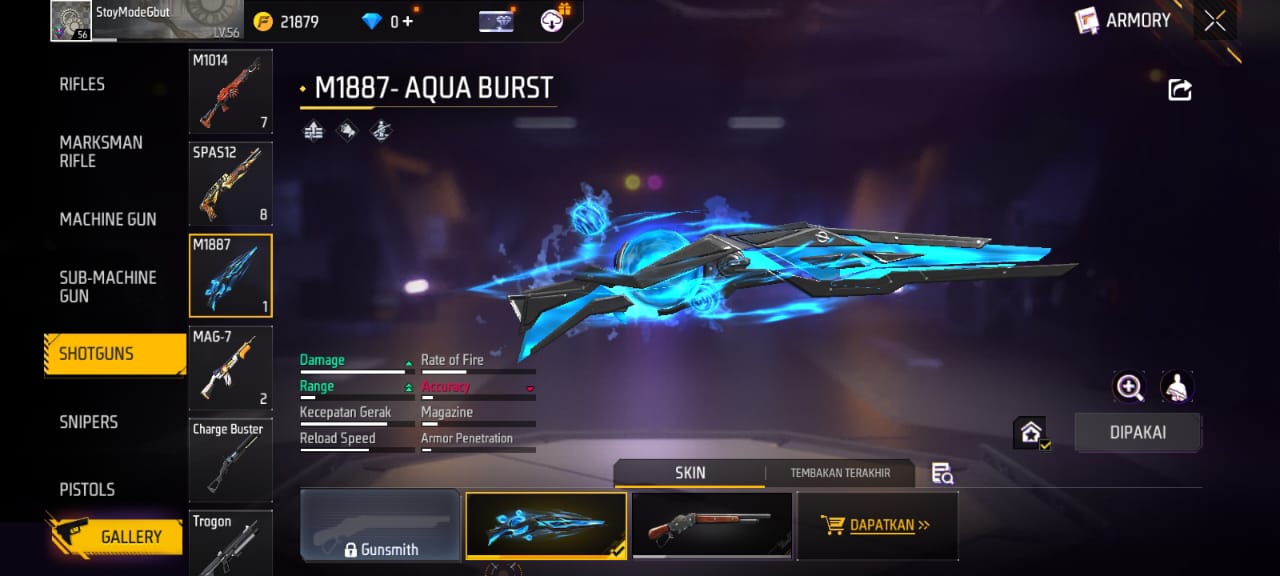 StoyModeGbut
56
LV.56
21879
0 +
ARMORY
RIFLES
MARKSMAN
RIFLE
MACHINE GUN
SUB-MACHINE
GUN
SHOTGUNS
SNIPERS
PISTOLS
GALLERY
M1014
7
SPAS12
8
M1887
1
MAG-7
2
Charge Buster
Trogon
M1887- AQUA BURST
Damage
Rate of Fire
Range
Accuracy
Kecepatan Gerak
Magazine
Reload Speed
Armor Penetration
DIPAKAI
SKIN
TEMBAKAN TERAKHIR
Gunsmith
DAPATKAN >>